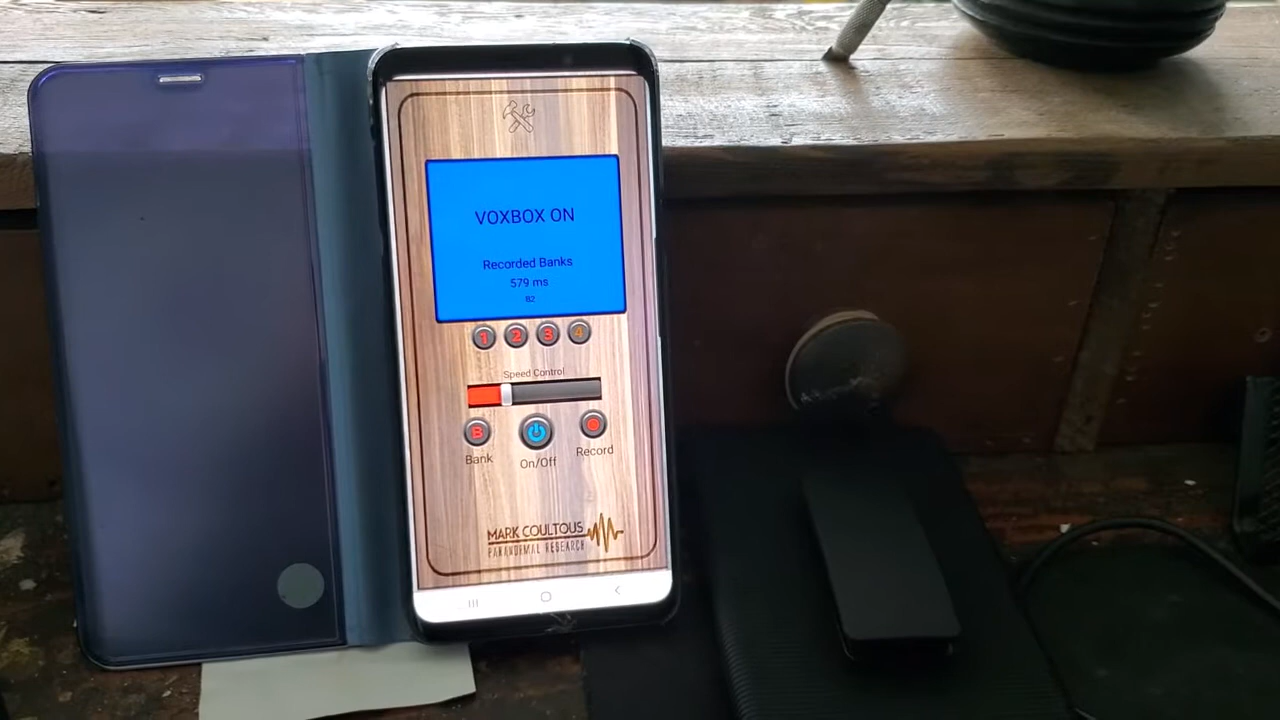 VOXBOX ON
Recorded Banks
579 ms
B2
1 2 3 4
Speed Control
B
Bank
On/Off
Record
MARK COULTOUS
PARANORMAL RESEARCH